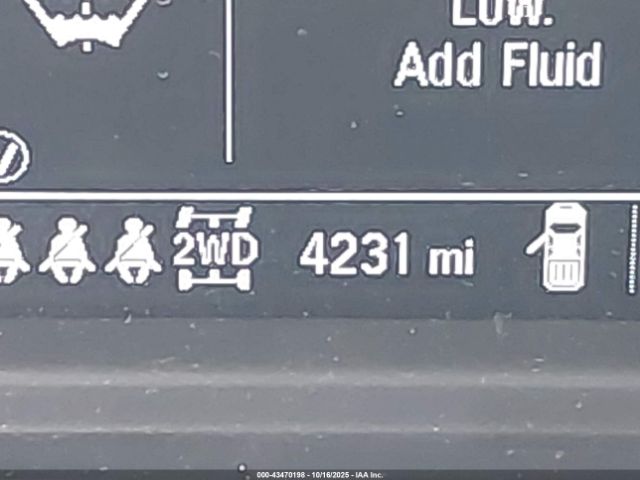 Low.
Add Fluid
2WD 4231 mi
000-43470198 - 10/16/2025 - IAA Inc.